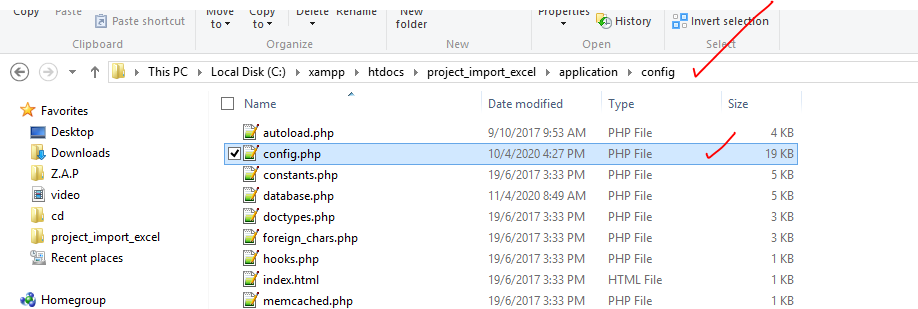 Copy Paste shortcut Move to Copy to Delete Rename New folder Properties History Invert selection
Clipboard Organize New Open Select
This PC Local Disk (C:) xampp htdocs project_import_excel application config
Name Date modified Type Size
Favorites
Desktop
Downloads
Z.A.P
video
cd
project_import_excel
Recent places
Homegroup
autoload.php 9/10/2017 9:53 AM PHP File 4 KB
config.php 10/4/2020 4:27 PM PHP File 19 KB
constants.php 19/6/2017 3:33 PM PHP File 5 KB
database.php 11/4/2020 8:49 AM PHP File 5 KB
doctypes.php 19/6/2017 3:33 PM PHP File 3 KB
foreign_chars.php 19/6/2017 3:33 PM PHP File 3 KB
hooks.php 19/6/2017 3:33 PM PHP File 1 KB
index.html 19/6/2017 3:33 PM HTML File 1 KB
memcached.php 19/6/2017 3:33 PM PHP File 1 KB